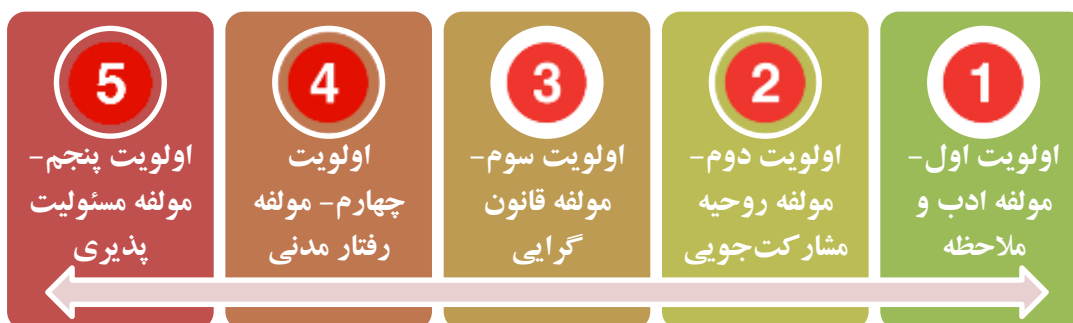 1
اولویت اول-
مولفه ادب و
ملاحظه
2
اولویت دوم-
مولفه روحیه
مشارکت‌جویی
3
اولویت سوم-
مولفه قانون
گرایی
4
اولویت
چهارم- مولفه
رفتار مدنی
5
اولویت پنجم-
مولفه مسئولیت
پذیری